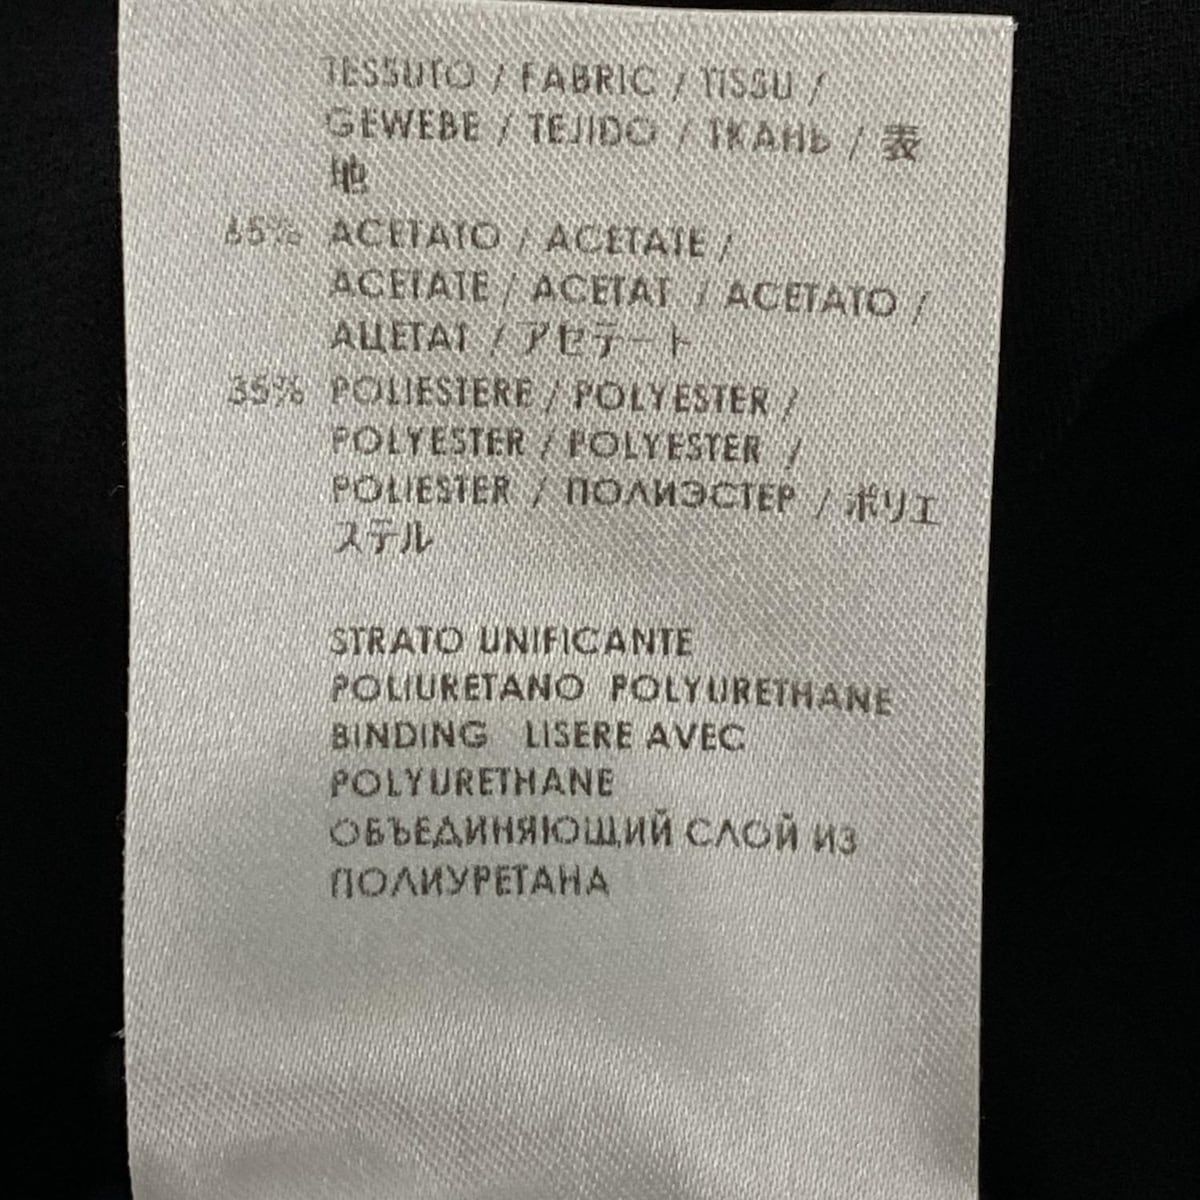 TESSUTO / FABRIC / TISSU /
GEWEBE / TEJIDO / ТКАНЬ / 表
地
65% ACETATO / ACETATE /
ACETATE / ACETAT / ACETATO /
АЦЕТАТ / アセテート
35% POLIESTERE / POLYESTER /
POLYESTER / POLYESTER /
POLIESTER / ПОЛИЭСТЕР / ポリエ
ステル
STRATO UNIFICANTE
POLIURETANO POLYURETHANE
BINDING LISERE AVEC
POLYURETHANE
ОБЪЕДИНЯЮЩИЙ СЛОЙ ИЗ
ПОЛИУРЕТАНА